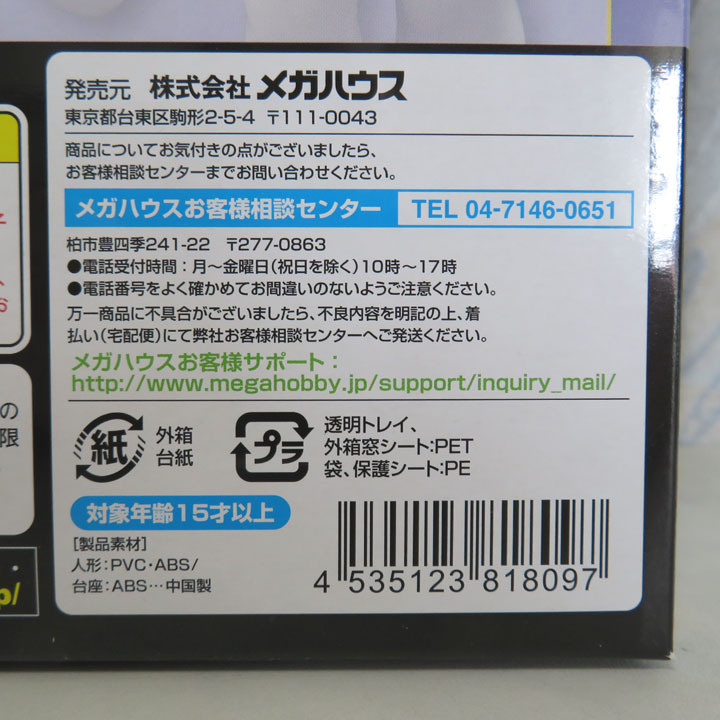 発売元 株式会社 メガハウス
東京都台東区駒形2-5-4 〒111-0043
商品についてお気付きの点がございましたら、
お客様相談センターまでお問い合わせください。
メガハウスお客様相談センター TEL 04-7146-0651
柏市豊四季241-22 〒277-0863
●電話受付時間：月～金曜日(祝日を除く)10時～17時
●電話番号をよく確かめてお間違いのないようご注意ください。
万一商品に不具合がございましたら、不良内容を明記の上、着
払い(宅配便)にて弊社お客様相談センターへご発送ください。
メガハウスお客様サポート：
http://www.megahobby.jp/support/inquiry_mail/
紙 外箱
台紙
プラ 透明トレイ、
外箱窓シート:PET
袋、保護シート:PE
対象年齢15才以上
[製品素材]
人形：PVC・ABS/
台座：ABS…中国製
4 535123 818097
の
限
p/